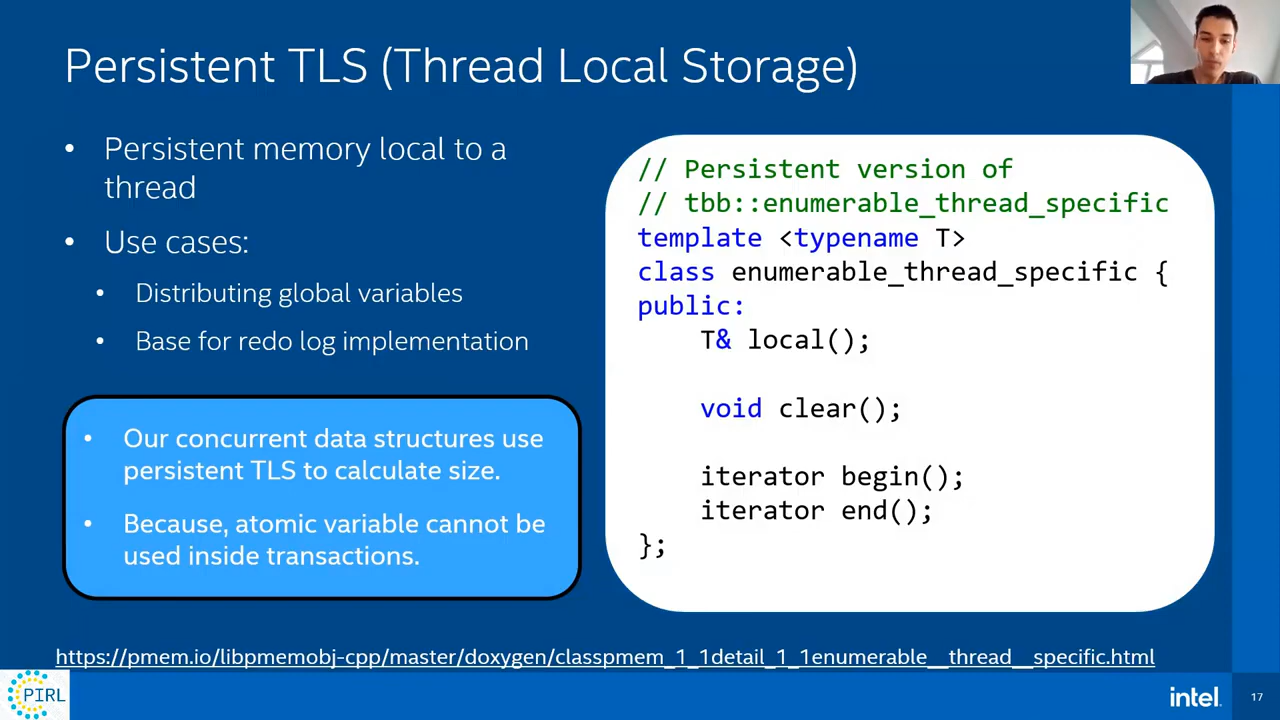 Persistent TLS (Thread Local Storage)
• Persistent memory local to a
thread
• Use cases:
• Distributing global variables
• Base for redo log implementation
• Our concurrent data structures use
persistent TLS to calculate size.
• Because, atomic variable cannot be
used inside transactions.
// Persistent version of
// tbb::enumerable_thread_specific
template <typename T>
class enumerable_thread_specific {
public:
T& local();
void clear();
iterator begin();
iterator end();
};
https://pmem.io/libpmemobj-cpp/master/doxygen/classpmem_1_1detail_1_1enumerable__thread__specific.html
PIRL
intel.
17